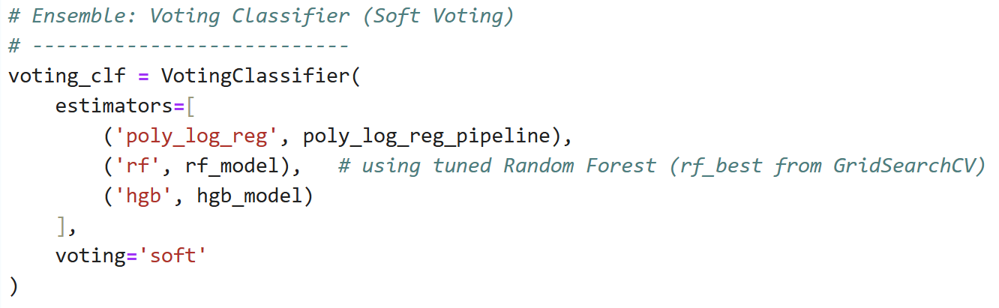 # Ensemble: Voting Classifier (Soft Voting)
# ---------------------------
voting_clf = VotingClassifier(
    estimators=[
        ('poly_log_reg', poly_log_reg_pipeline),
        ('rf', rf_model),   # using tuned Random Forest (rf_best from GridSearchCV)
        ('hgb', hgb_model)
    ],
    voting='soft'
)